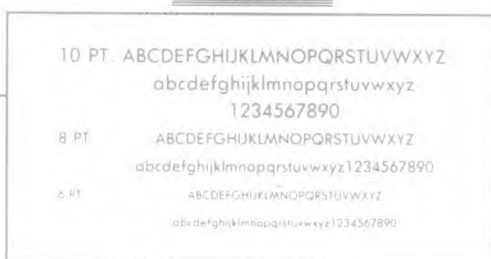 10 PT. ABCDEFGHIJKLMNOPQRSTUVWXYZ
abcdefghijklmnopqrstuvwxyz
1234567890
8 PT ABCDEFGHIJKLMNOPQRSTUVWXYZ
abcdefghijklmnopqrstuvwxyz1234567890
6 PT ABCDEFGHIJKLMNOPQRSTUVWXYZ
abcdefghijklmnopqrstuvwxyz1234567890